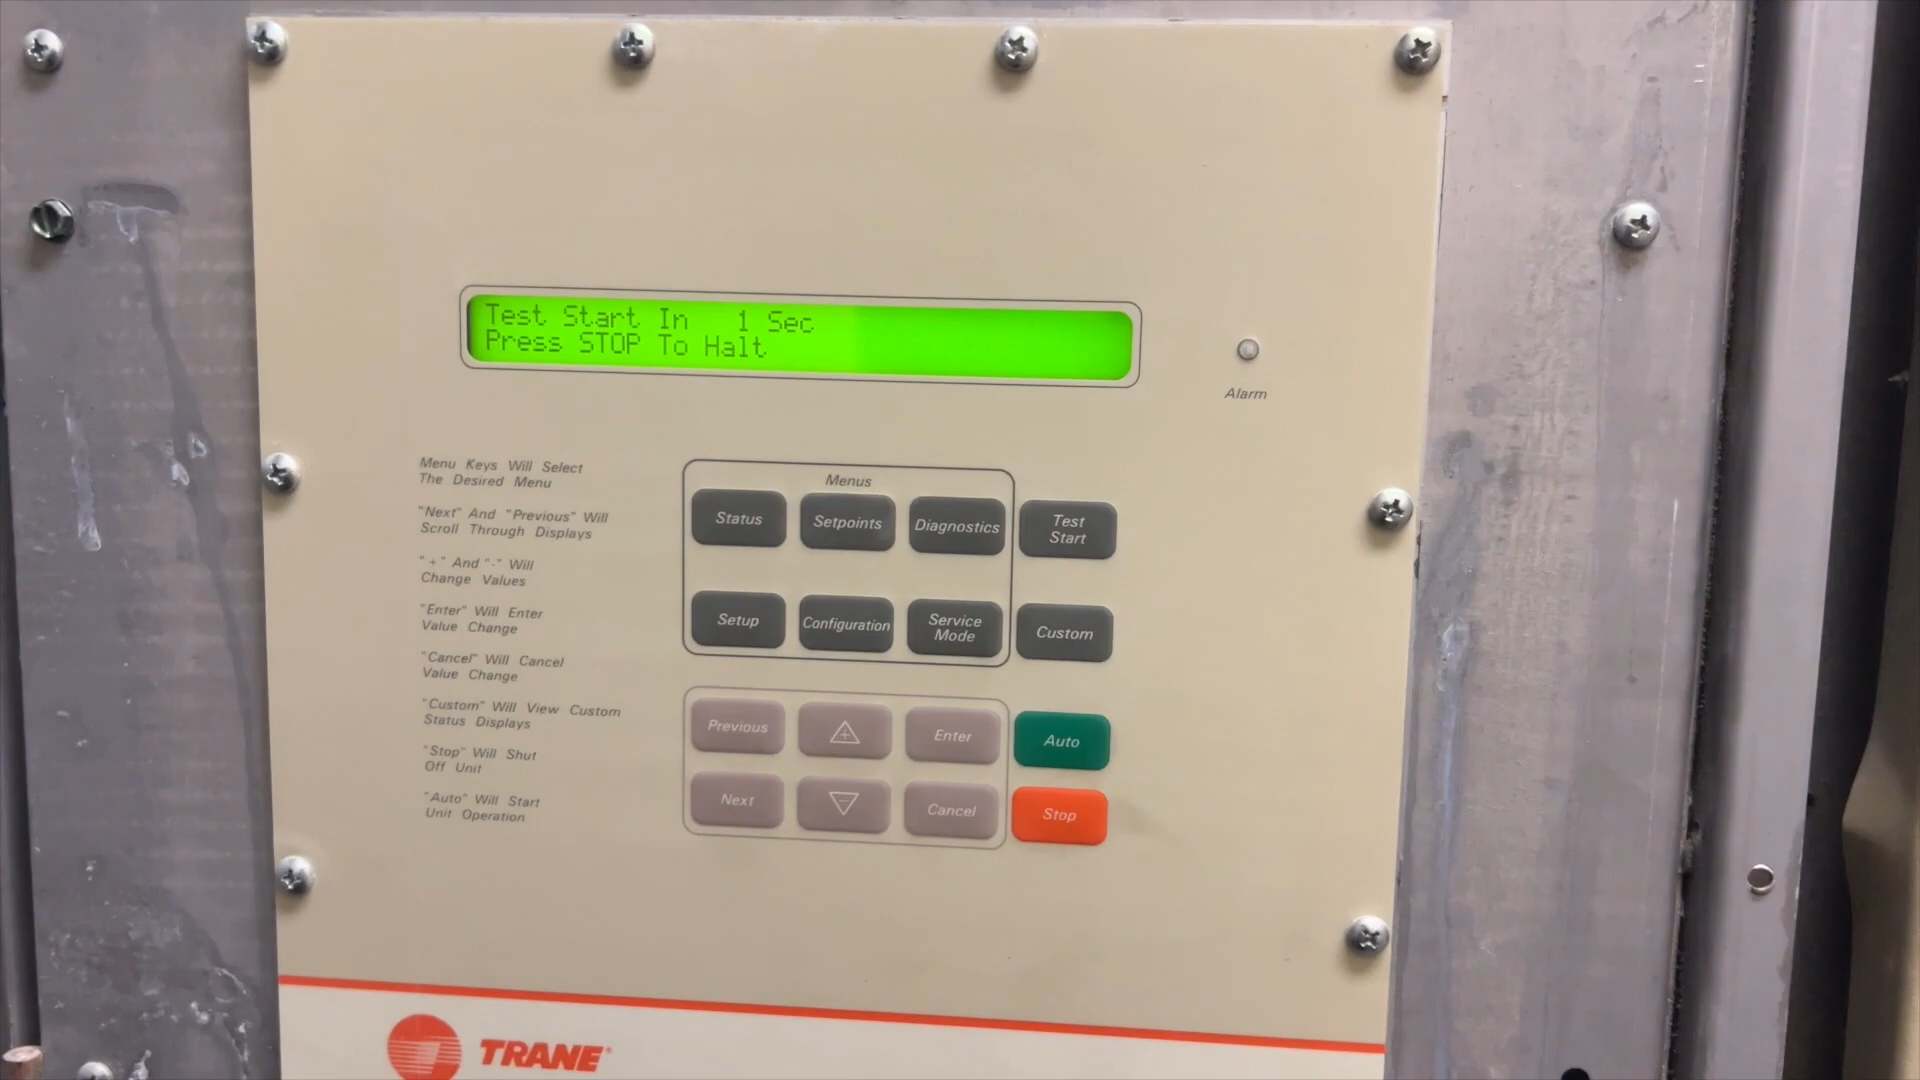 Test Start In 1 Sec
Press STOP To Halt
Alarm
Menu Keys Will Select
The Desired Menu
"Next" And "Previous" Will
Scroll Through Displays
"+" And "-" Will
Change Values
"Enter" Will Enter
Value Change
"Cancel" Will Cancel
Value Change
"Custom" Will View Custom
Status Displays
"Stop" Will Shut
Off Unit
"Auto" Will Start
Unit Operation
Menus
Status
Setpoints
Diagnostics
Test
Start
Setup
Configuration
Service
Mode
Custom
Previous
+
Enter
Auto
Next
-
Cancel
Stop
TRANE®